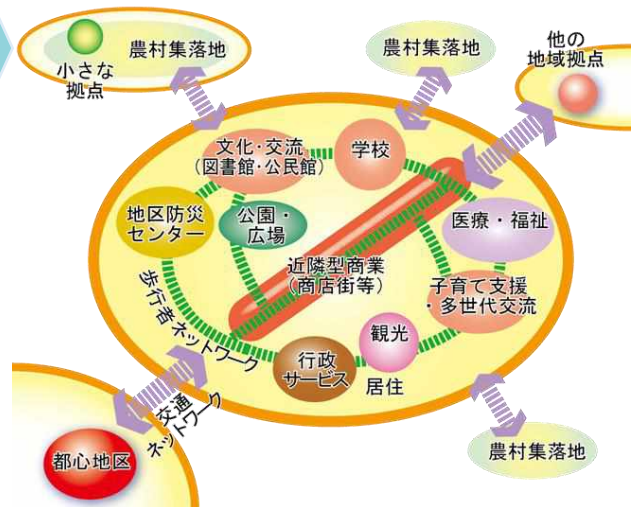 農村集落地
小さな
拠点
農村集落地
他の
地域拠点
文化・交流
(図書館・公民館)
学校
地区防災
センター
公園・
広場
医療・福祉
近隣型商業
(商店街等)
子育て支援
・多世代交流
歩行者ネットワーク
観光
行政
サービス
居住
交通
ネットワーク
都心地区
農村集落地